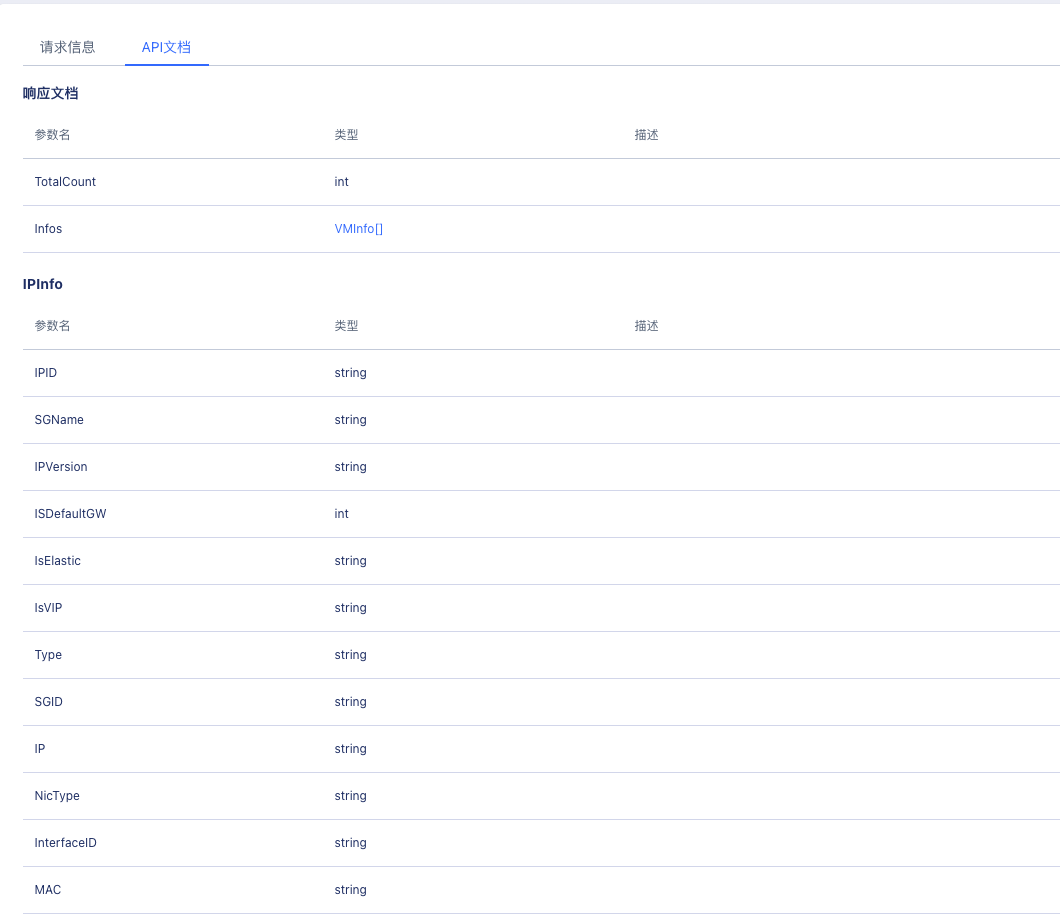 请求信息 API文档
响应文档
参数名 类型 描述
TotalCount int
Infos VMInfo[]
IPInfo
参数名 类型 描述
IPID string
SGName string
IPVersion string
ISDefaultGW int
IsElastic string
IsVIP string
Type string
SGID string
IP string
NicType string
InterfaceID string
MAC string